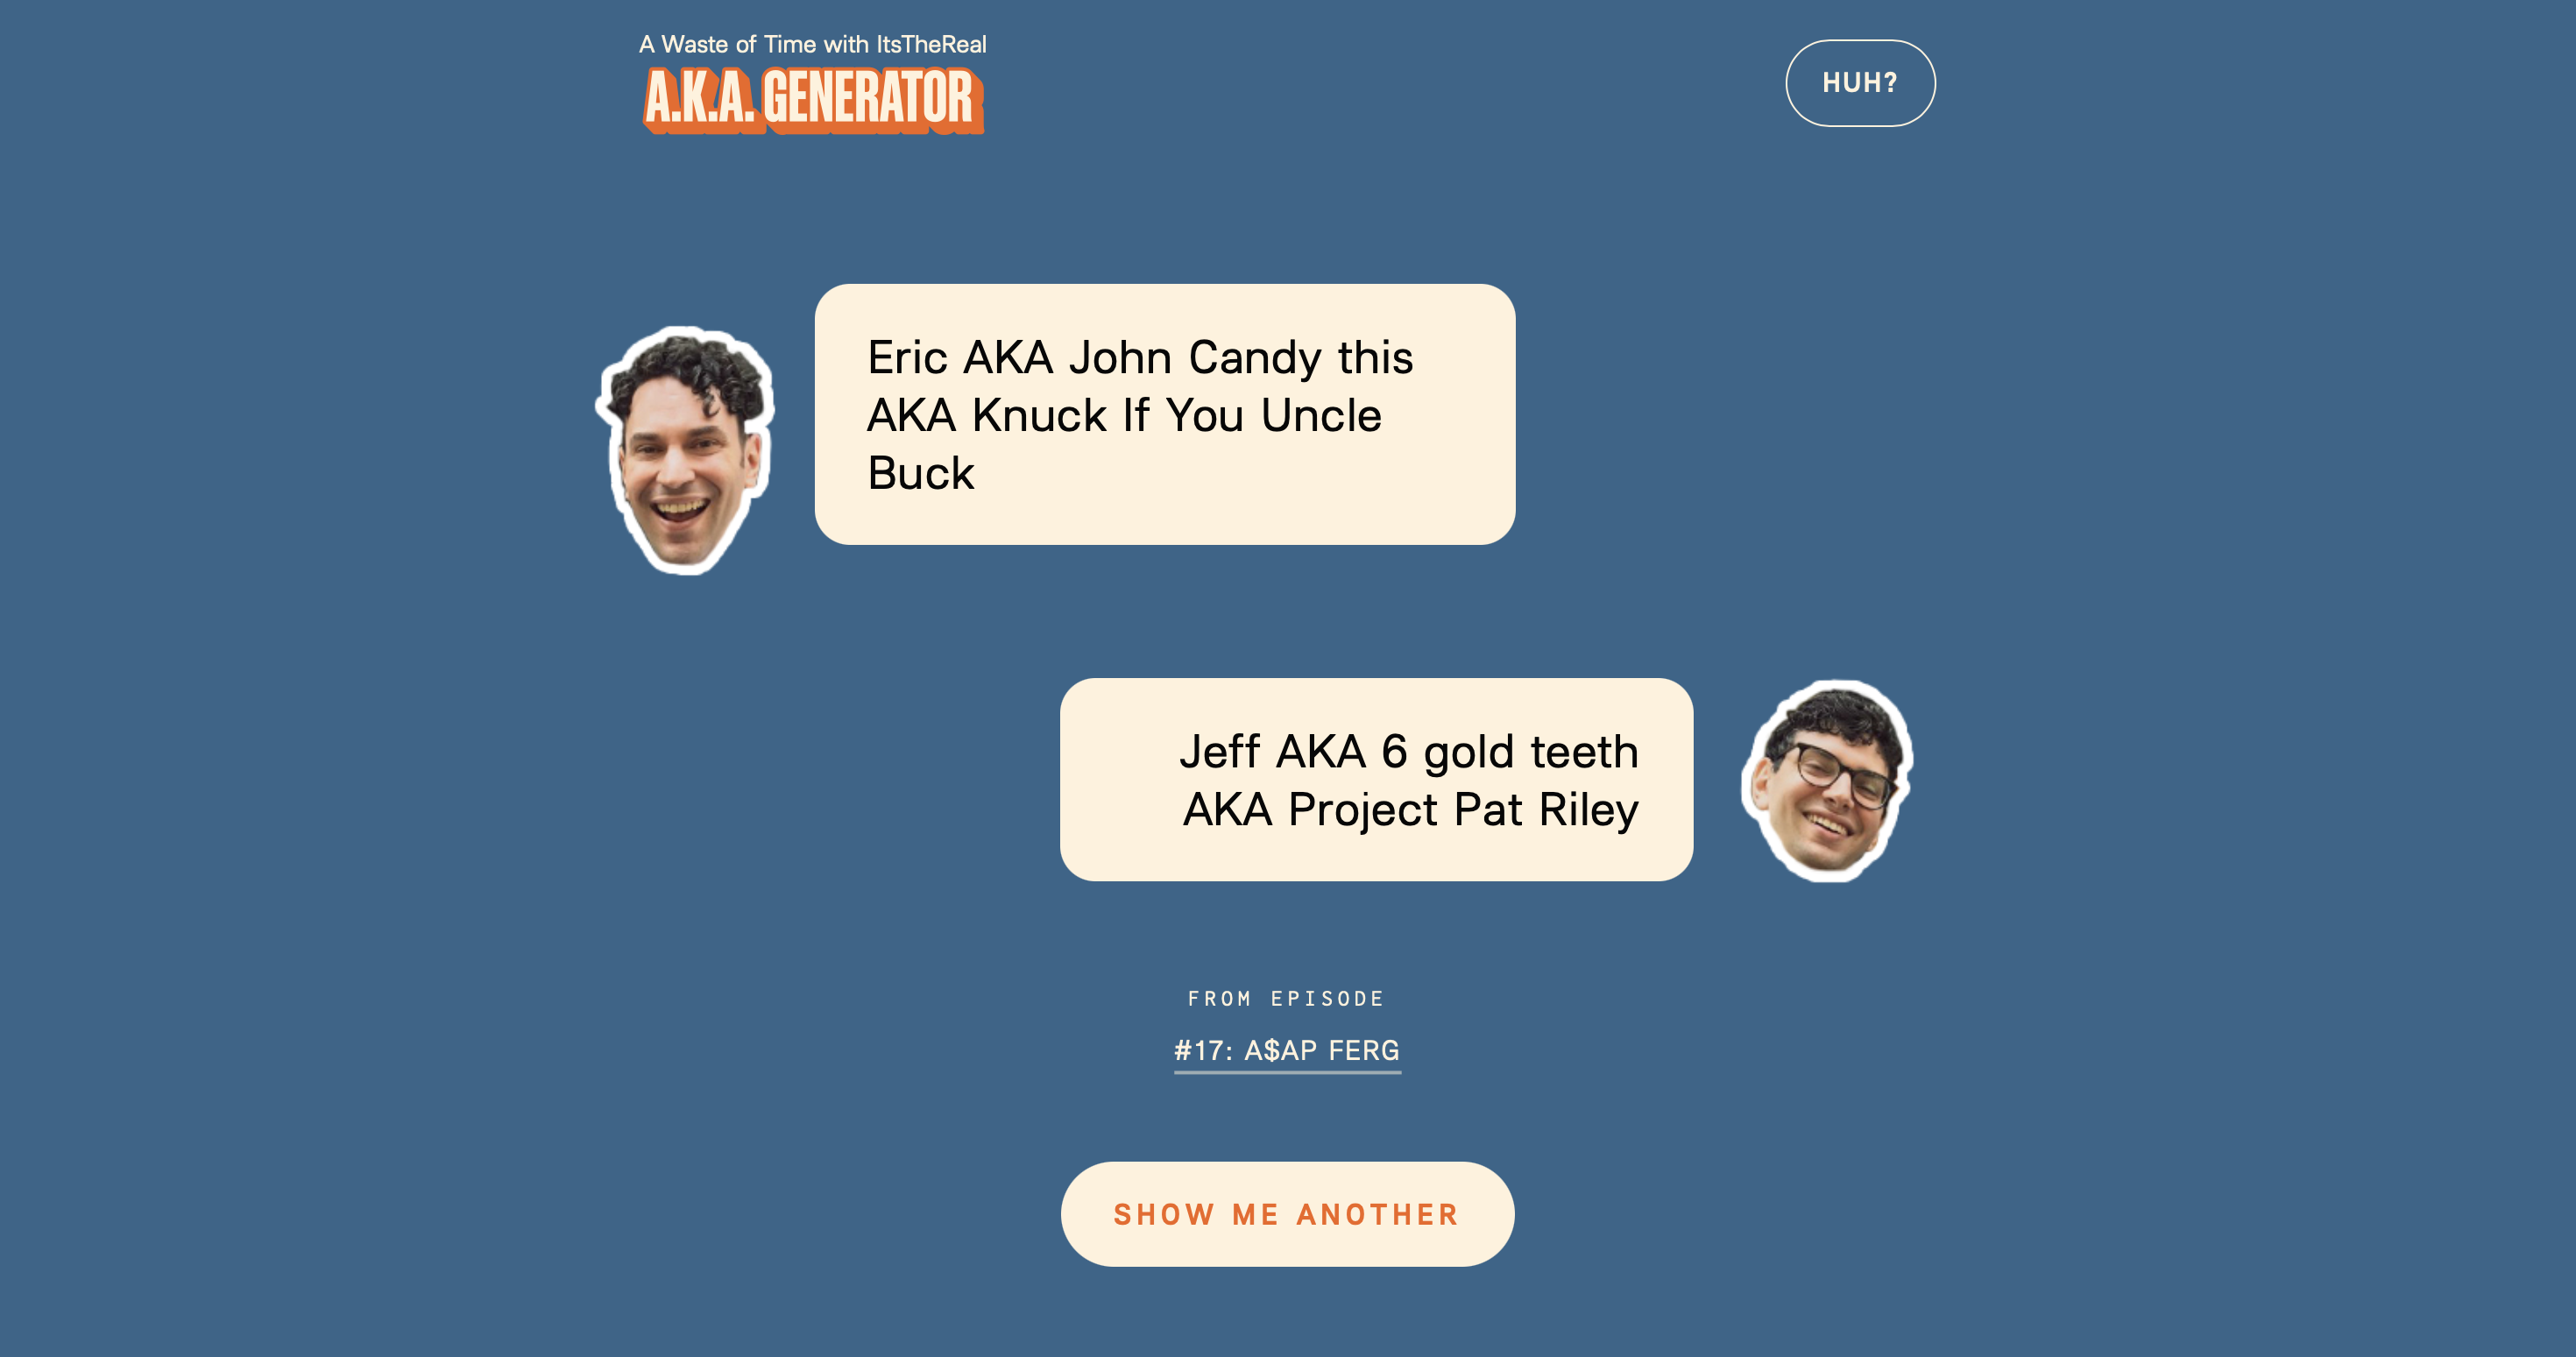 A Waste of Time with ItsTheReal
A.K.A. GENERATOR
HUH?
Eric AKA John Candy this
AKA Knuck If You Uncle
Buck
Jeff AKA 6 gold teeth
AKA Project Pat Riley
FROM EPISODE
#17: A$AP FERG
SHOW ME ANOTHER